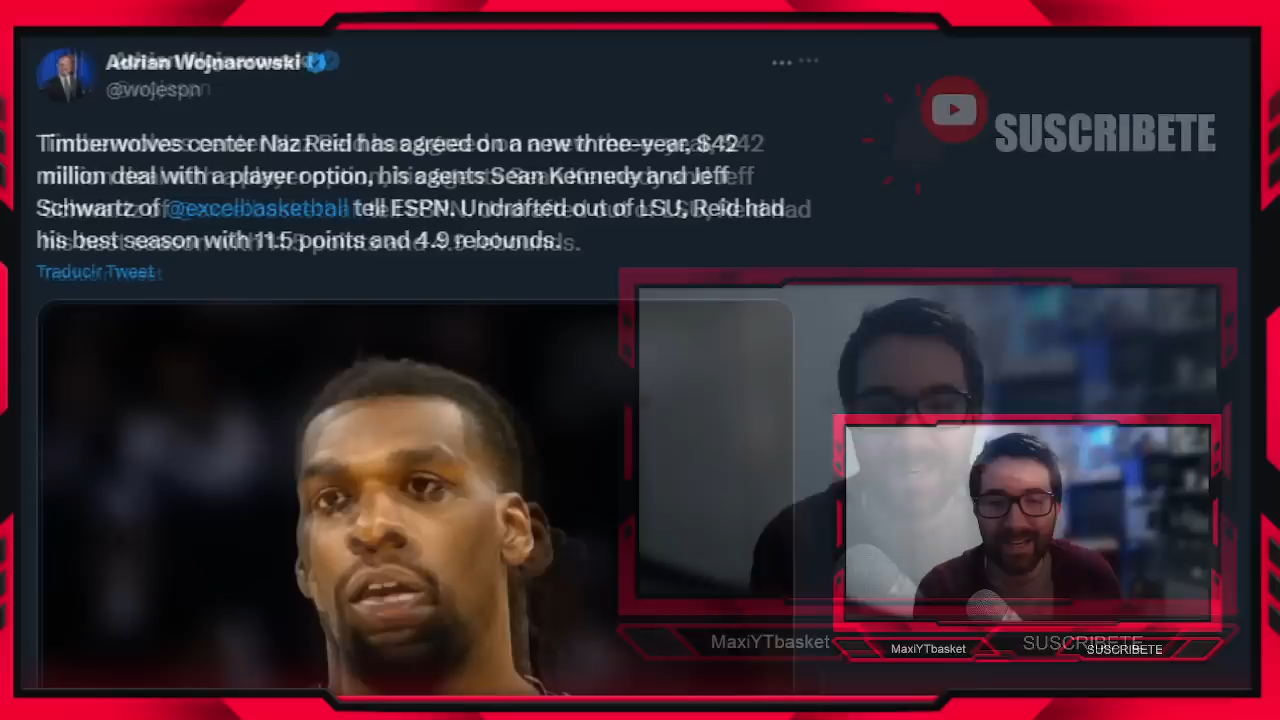 Adrian Wojnarowski
@wojespn
Timberwolves center Naz Reid has agreed on a new three-year, $42
million deal with a player option, his agents Sean Kennedy and Jeff
Schwartz of @excelbasketball tell ESPN. Undrafted out of LSU, Reid had
his best season with 11.5 points and 4.9 rebounds.
Traducir Tweet
SUSCRIBETE
MaxiYTbasket
SUSCRIBETE
MaxiYTbasket
SUSCRIBETE